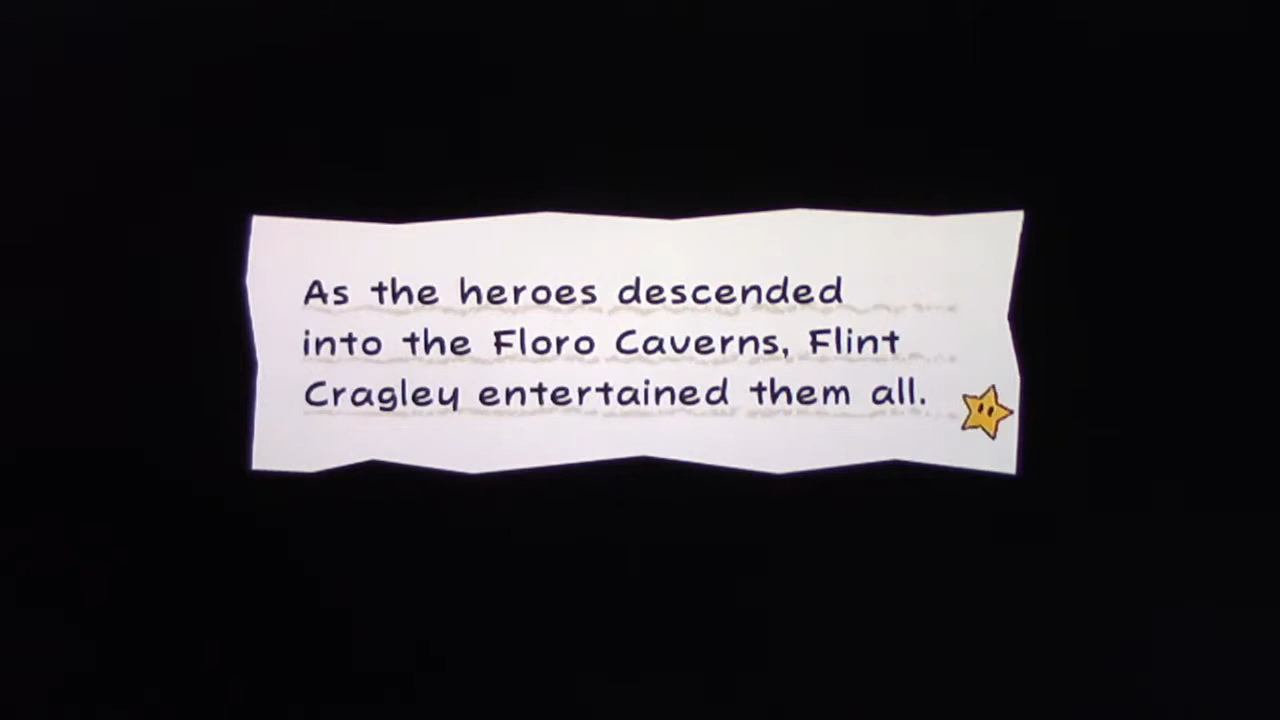 As the heroes descended
into the Floro Caverns, Flint
Cragley entertained them all.